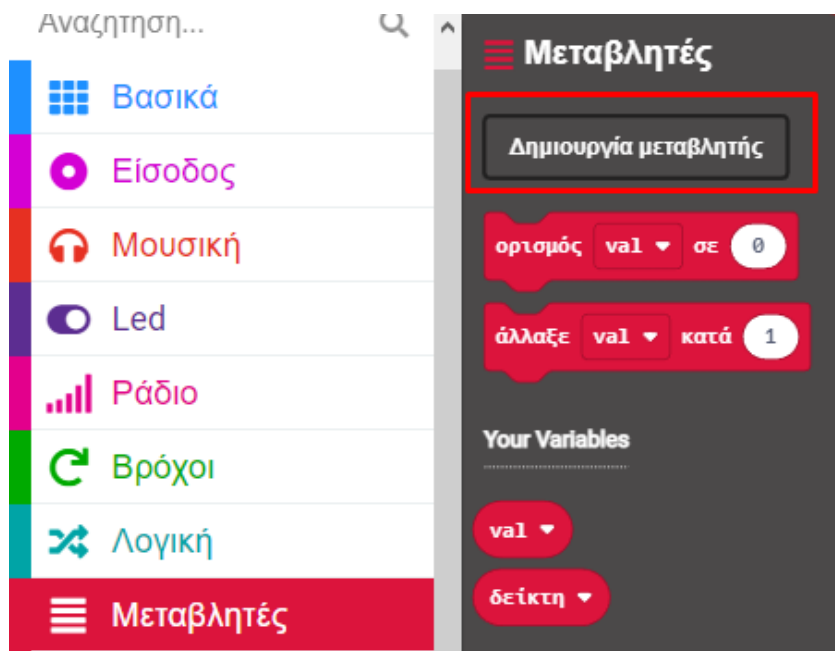 Αναζήτηση...
Βασικά
Είσοδος
Μουσική
Led
Ράδιο
Βρόχοι
Λογική
Μεταβλητές
Μεταβλητές
Δημιουργία μεταβλητής
ορισμός val σε 0
άλλαξε val κατά 1
Your Variables
val
δείκτη